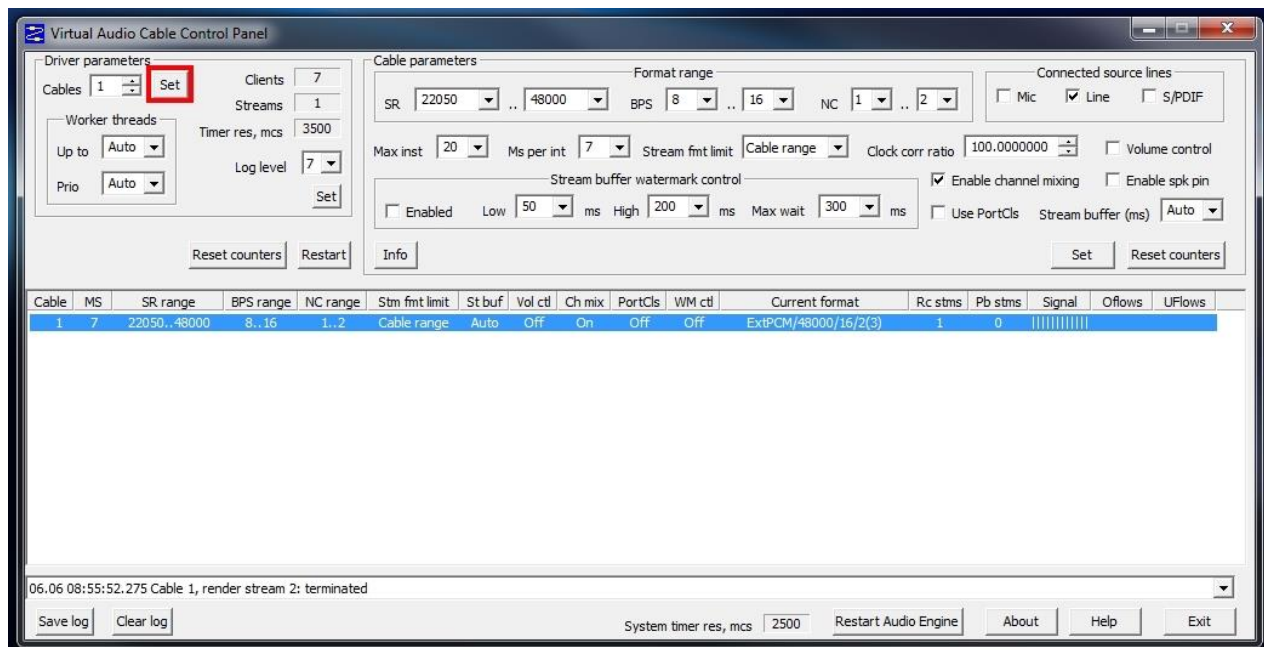 Virtual Audio Cable Control Panel
Driver parameters
Cables 1 Set
Clients 7
Streams 1
Worker threads
Timer res, mcs 3500
Up to Auto
Log level 7
Prio Auto
Set
Reset counters Restart
Cable parameters
Format range
SR 22050 .. 48000 BPS 8 .. 16 NC 1 .. 2
Connected source lines
Mic Line S/PDIF
Max inst 20 Ms per int 7 Stream fmt limit Cable range Clock corr ratio 100.0000000 Volume control
Stream buffer watermark control
Enabled Low 50 ms High 200 ms Max wait 300 ms
Enable channel mixing Enable spk pin
Use PortCls Stream buffer (ms) Auto
Info Set Reset counters
Cable MS SR range BPS range NC range Stm fmt limit St buf Vol ctl Ch mix PortCls WM ctl Current format Rc stms Pb stms Signal Oflows UFlows
1 7 22050..48000 8..16 1..2 Cable range Auto Off On Off Off ExtPCM/48000/16/2(3) 1 0 ||||||||||||
06.06 08:55:52.275 Cable 1, render stream 2: terminated
Save log Clear log System timer res, mcs 2500 Restart Audio Engine About Help Exit